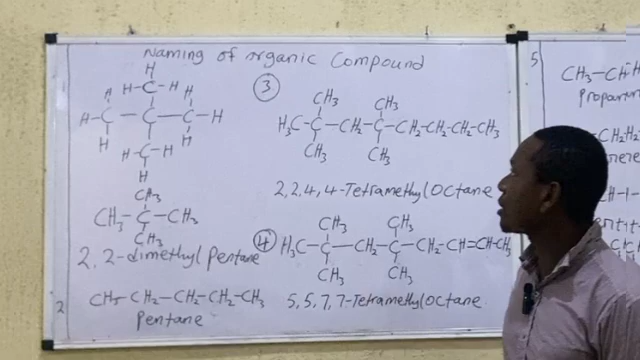 Naming of organic Compound
H
H-C-H
H H
H-C-C-C-H
H H
H-C-H
H
CH3
CH3-C-CH3
CH3
2,2-dimethyl Pentane
2
CH3-CH2-CH2-CH2-CH3
Pentane
3
CH3 CH3
H3C-C-CH2-C-CH2-CH2-CH2-CH3
CH3 CH3
2,2,4,4-Tetramethyl Octane
4
CH3 CH3
H3C-C-CH2-C-CH2-CH=CH-CH3
CH3 CH3
5,5,7,7-Tetramethyl Octane
5
CH3-CH